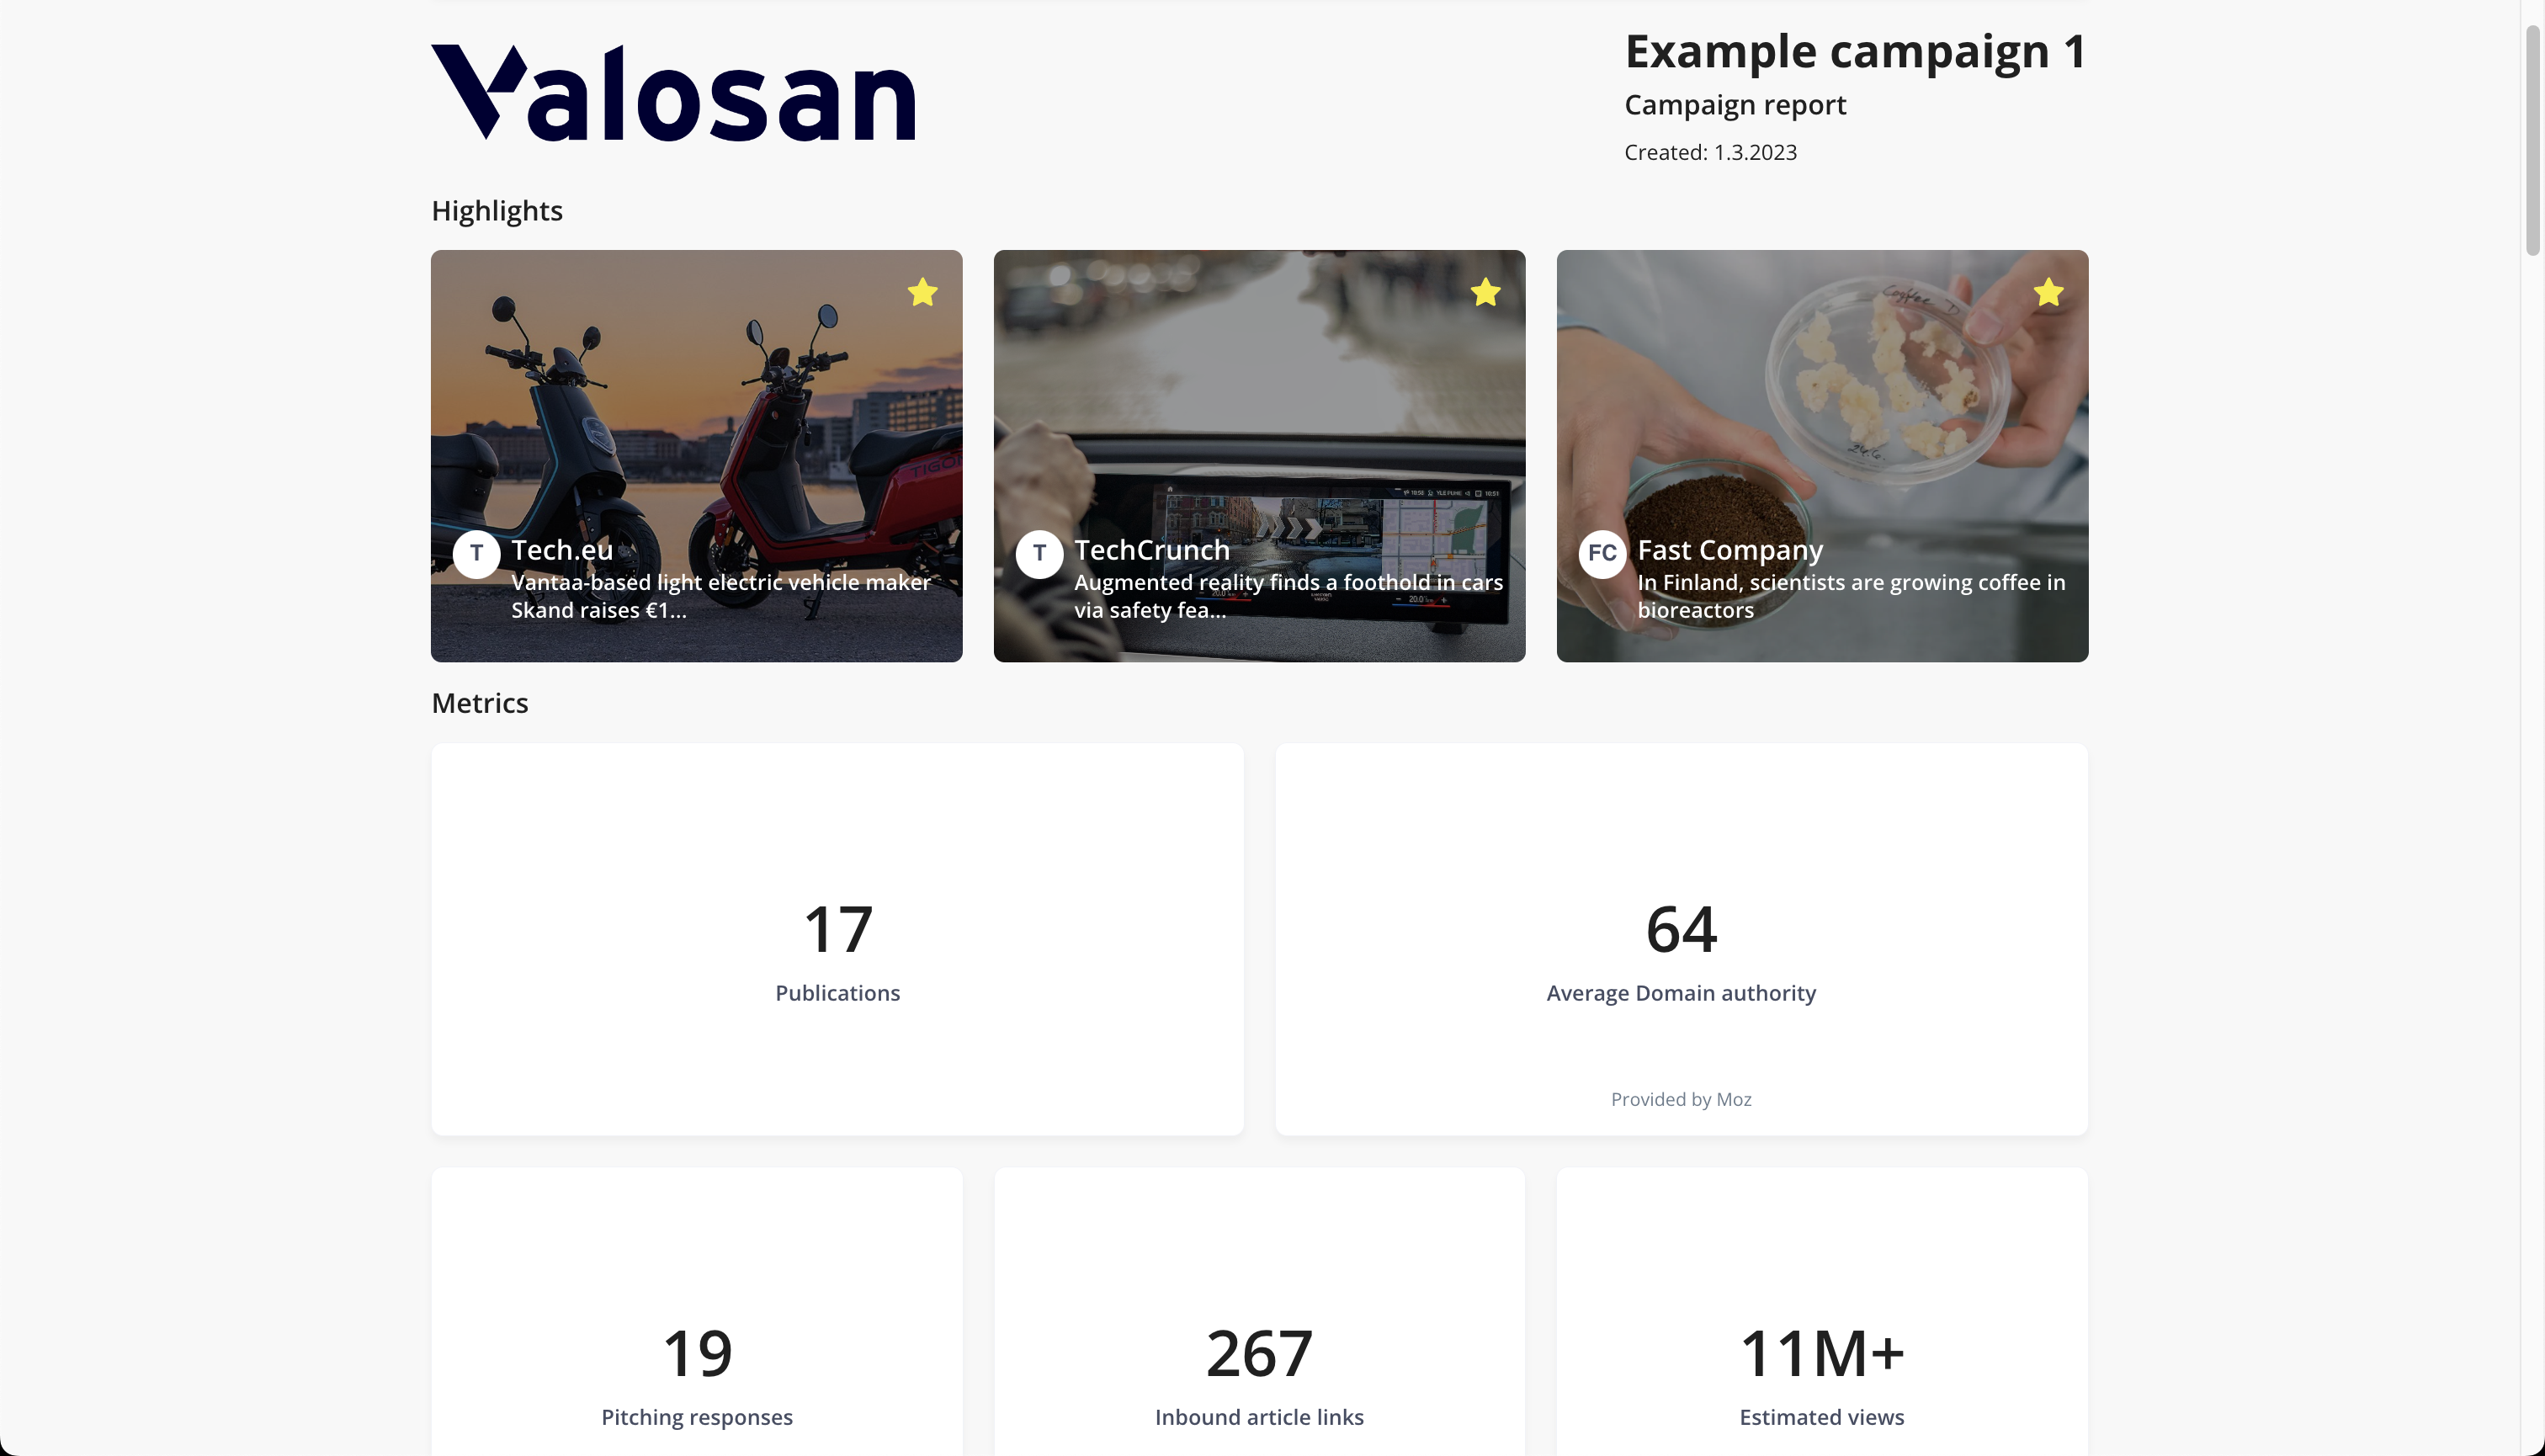 Valosan
Example campaign 1
Campaign report
Created: 1.3.2023
Highlights
TIGO
T
Tech.eu
Vantaa-based light electric vehicle maker
Skand raises €1...
T
TechCrunch
Augmented reality finds a foothold in cars
via safety fea...
Coffee
FC
Fast Company
In Finland, scientists are growing coffee in
bioreactors
Metrics
17
Publications
64
Average Domain authority
Provided by Moz
19
Pitching responses
267
Inbound article links
11M+
Estimated views